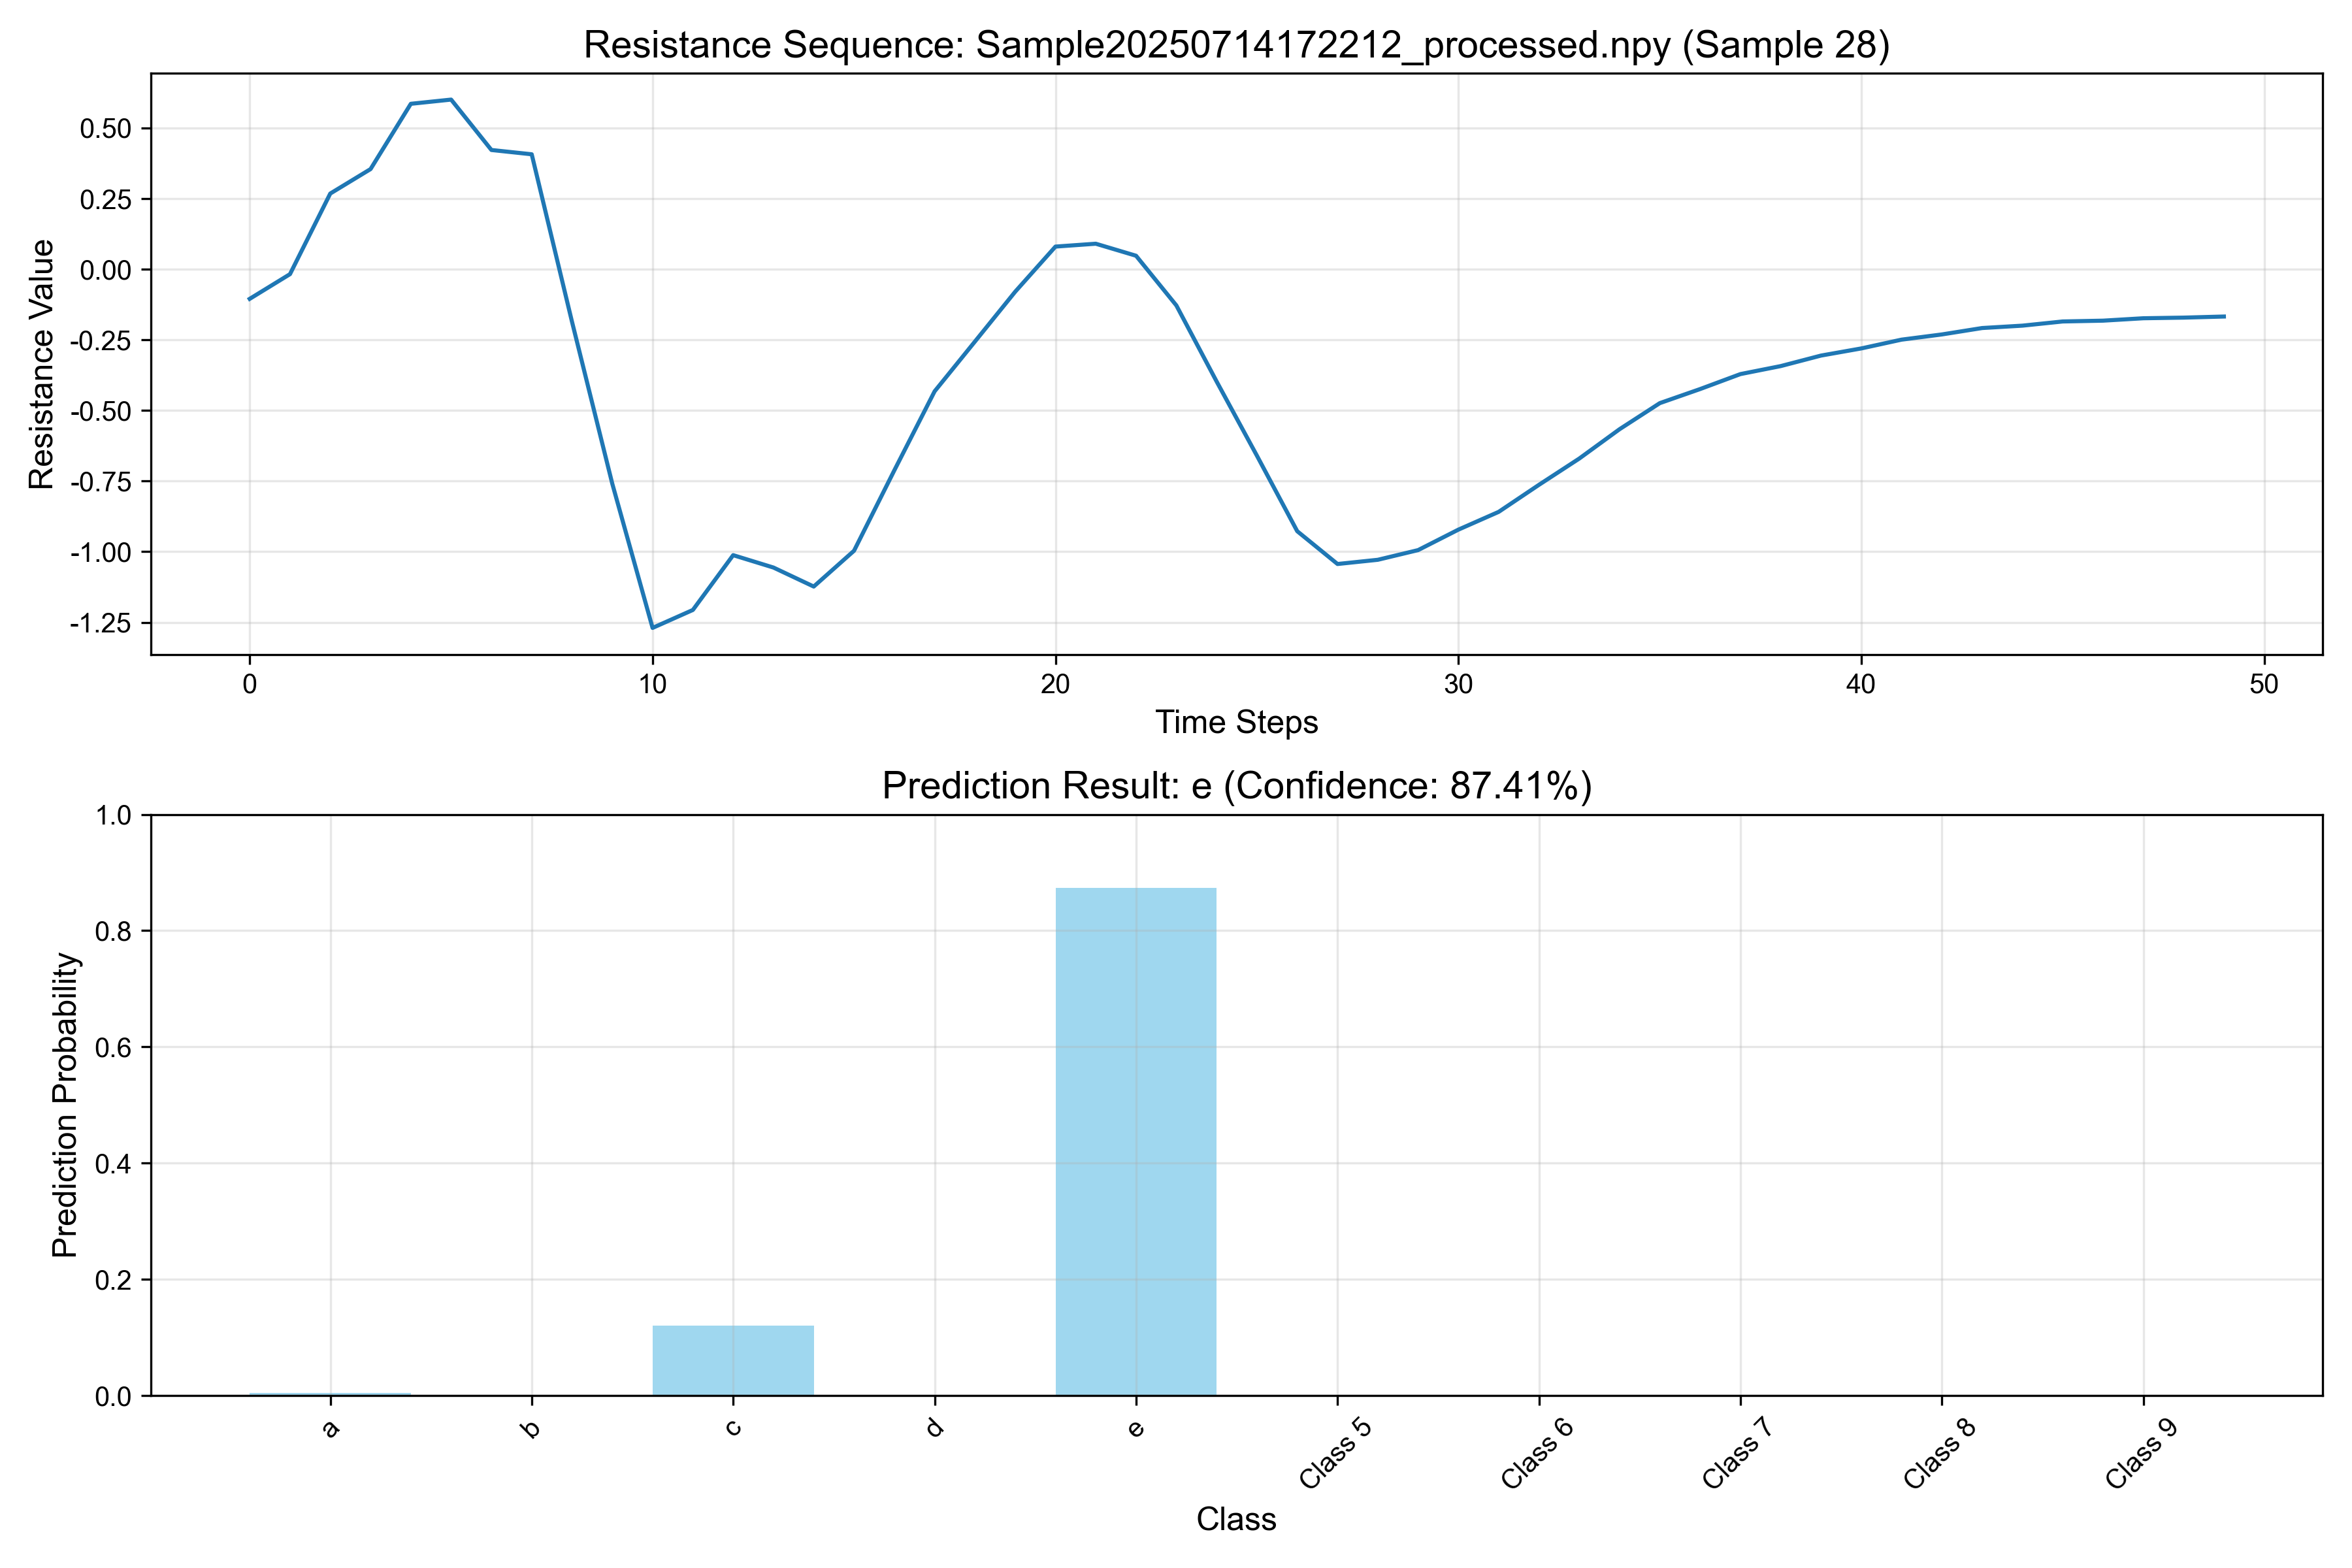 Resistance Sequence: Sample20250714172212_processed.npy (Sample 28)
Resistance Value
0.50
0.25
0.00
-0.25
-0.50
-0.75
-1.00
-1.25
0 10 20 30 40 50
Time Steps
Prediction Result: e (Confidence: 87.41%)
Prediction Probability
1.0
0.8
0.6
0.4
0.2
0.0
a b c d e Class 5 Class 6 Class 7 Class 8 Class 9
Class